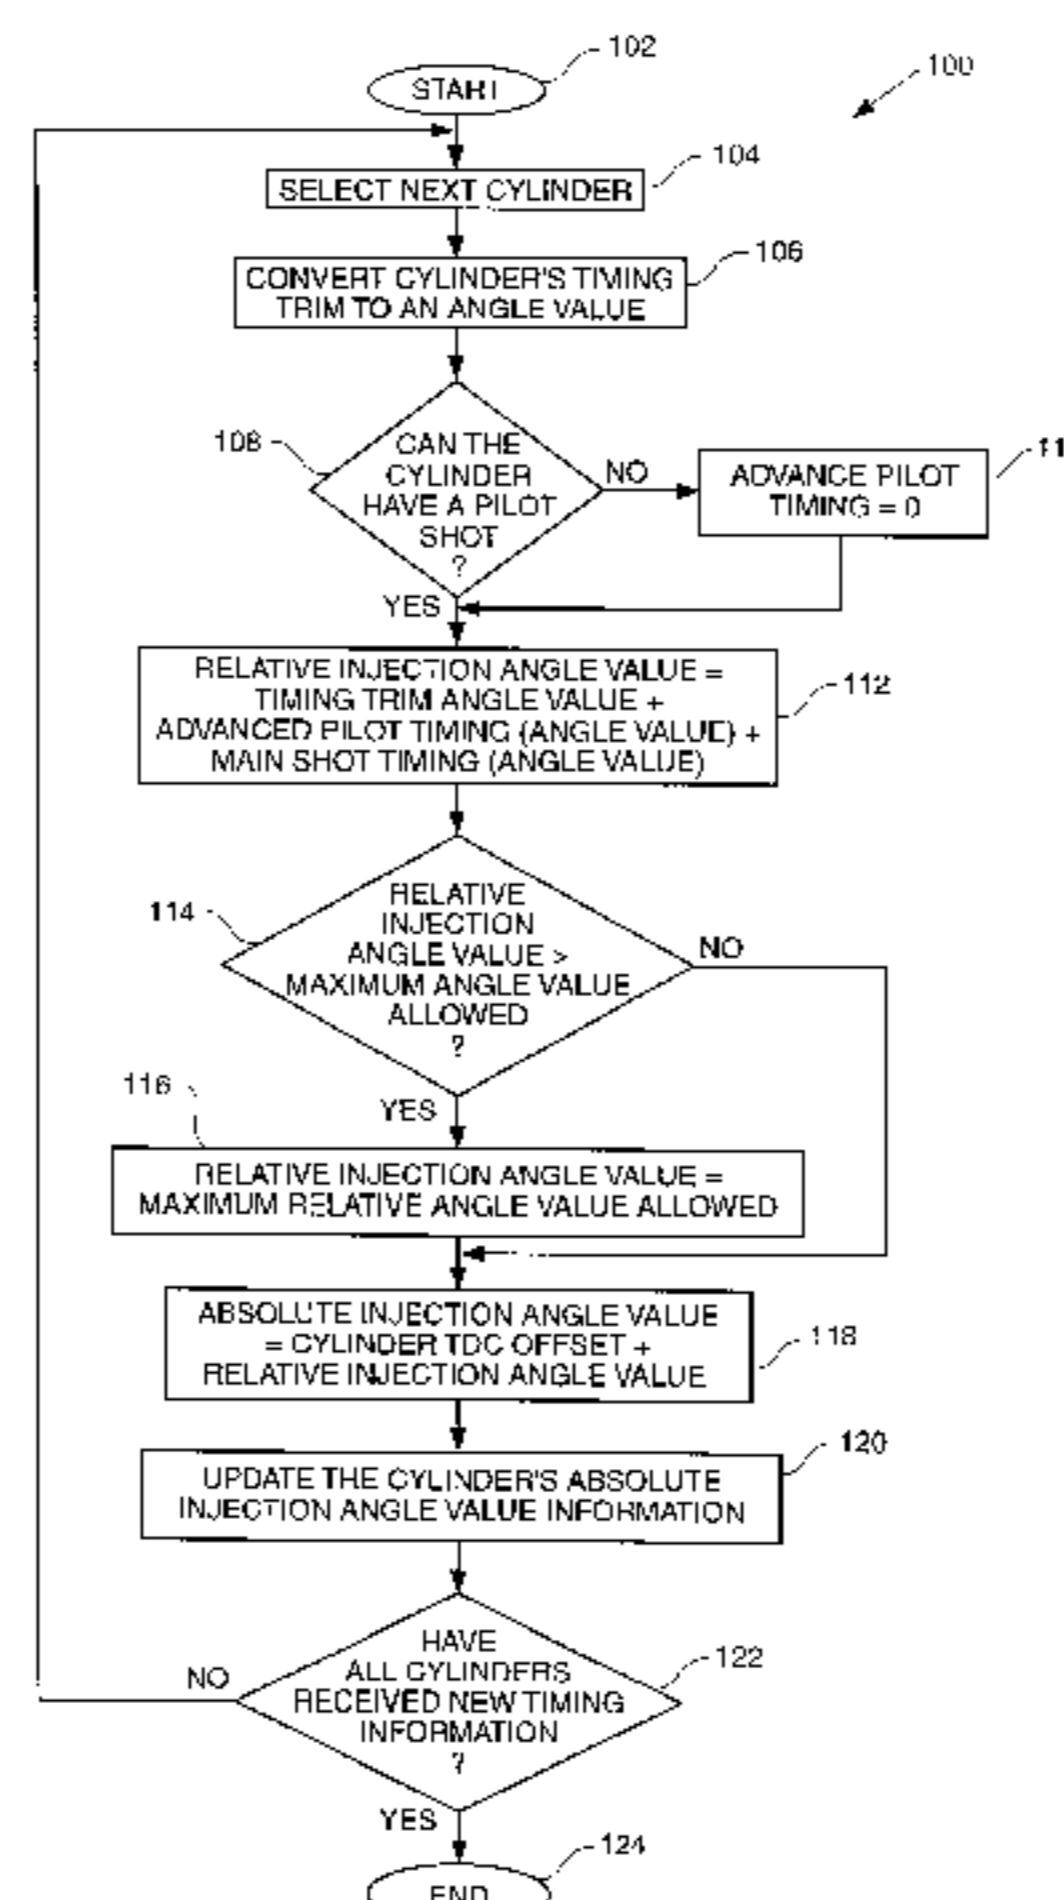 102
START
100
104
SELECT NEXT CYLINDER
106
CONVERT CYLINDER'S TIMING
TRIM TO AN ANGLE VALUE
108
CAN THE
CYLINDER
HAVE A PILOT
SHOT
?
NO
ADVANCE PILOT
TIMING = 0
11
YES
RELATIVE INJECTION ANGLE VALUE =
TIMING TRIM ANGLE VALUE +
ADVANCED PILOT TIMING (ANGLE VALUE) +
MAIN SHOT TIMING (ANGLE VALUE)
112
114
RELATIVE
INJECTION
ANGLE VALUE >
MAXIMUM ANGLE VALUE
ALLOWED
?
NO
116
YES
RELATIVE INJECTION ANGLE VALUE =
MAXIMUM RELATIVE ANGLE VALUE ALLOWED
ABSOLUTE INJECTION ANGLE VALUE
= CYLINDER TDC OFFSET +
RELATIVE INJECTION ANGLE VALUE
118
120
UPDATE THE CYLINDER'S ABSOLUTE
INJECTION ANGLE VALUE INFORMATION
HAVE
ALL CYLINDERS
RECEIVED NEW TIMING
INFORMATION
?
122
NO
YES
124
END